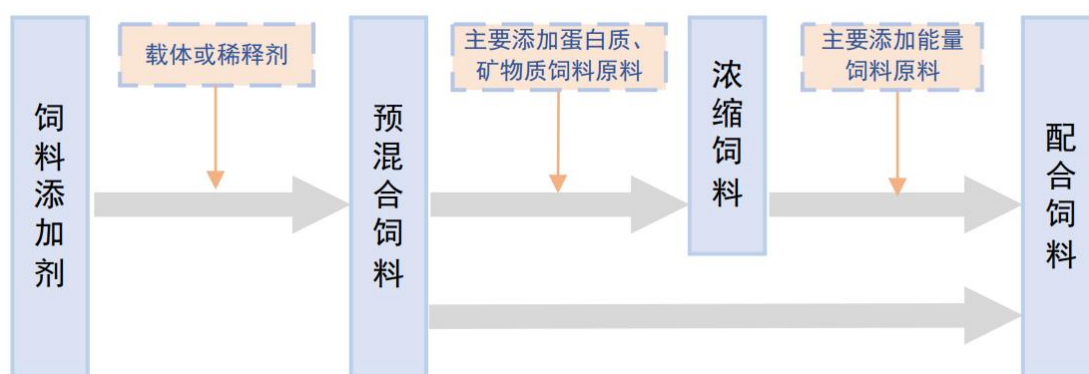 饲料添加剂
载体或稀释剂
预混合饲料
主要添加蛋白质、
矿物质饲料原料
浓缩饲料
主要添加能量
饲料原料
配合饲料